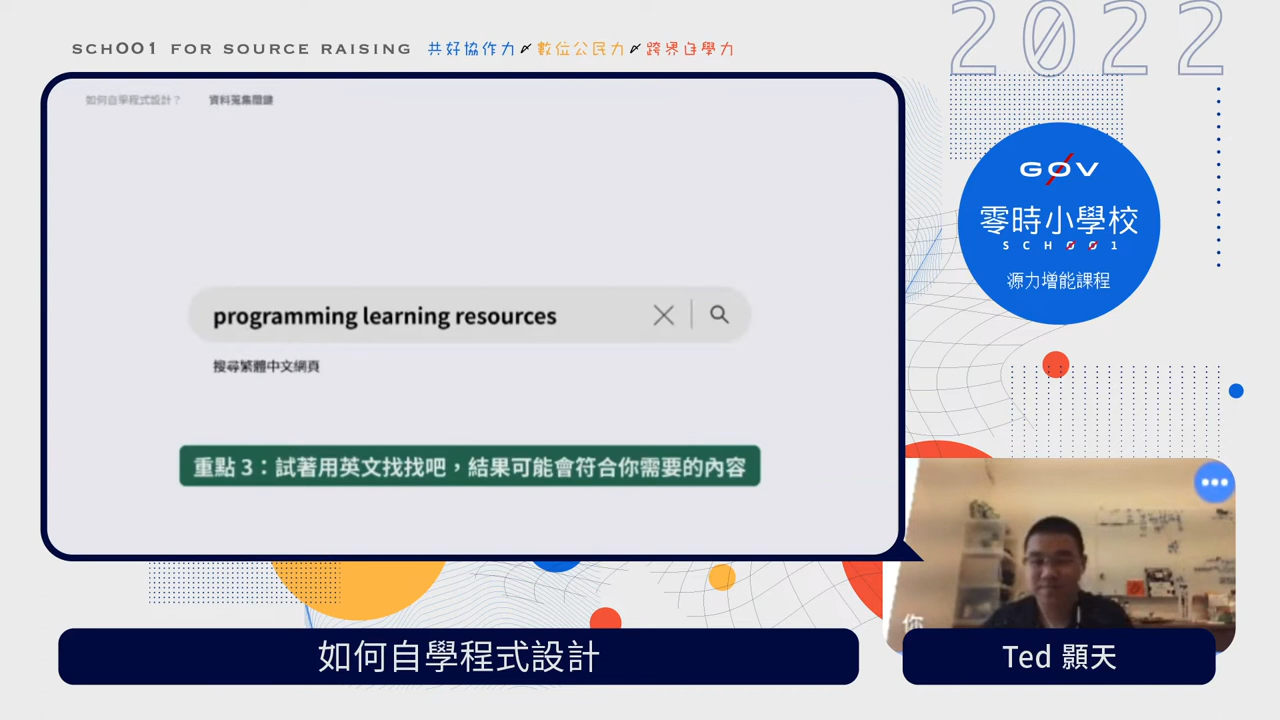 SCH001 FOR SOURCE RAISING 共好協作力 數位公民力 跨界自學力
2022
如何自學程式設計? 資料蒐集關鍵
G0V
零時小學校
SCH001
源力增能課程
programming learning resources
搜尋繁體中文網頁
重點 3:試著用英文找找吧,結果可能會符合你需要的內容
你
如何自學程式設計
Ted 顥天